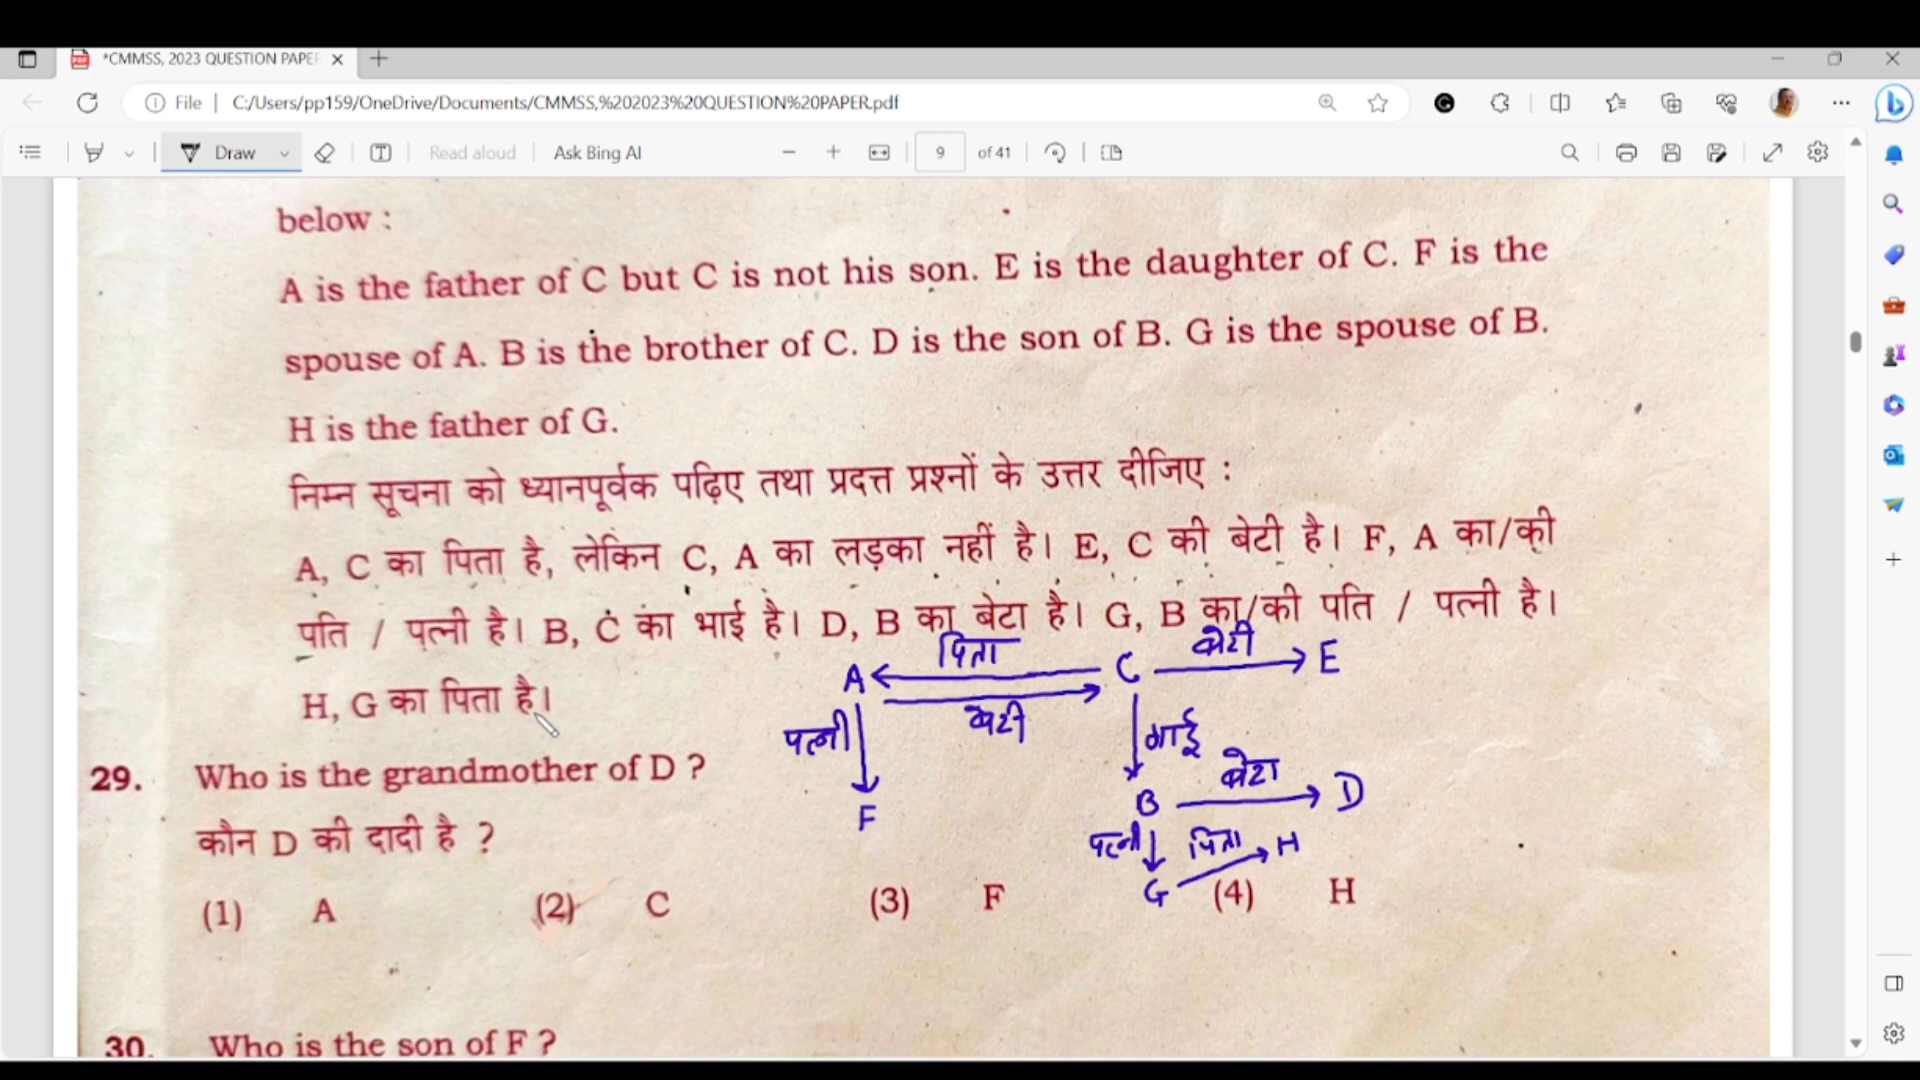 *CMMSS, 2023 QUESTION PAPE
File | C:/Users/pp159/OneDrive/Documents/CMMSS,%202023%20QUESTION%20PAPER.pdf
Draw Read aloud Ask Bing AI 9 of 41
below :
A is the father of C but C is not his son. E is the daughter of C. F is the
spouse of A. B is the brother of C. D is the son of B. G is the spouse of B.
H is the father of G.
निम्न सूचना को ध्यानपूर्वक पढ़िए तथा प्रदत्त प्रश्नों के उत्तर दीजिए :
A, C का पिता है, लेकिन C, A का लड़का नहीं है। E, C की बेटी है। F, A का/की
पति / पत्नी है। B, C का भाई है। D, B का बेटा है। G, B का/की पति / पत्नी है।
H, G का पिता है।
A पिता C बेटी E
बेटी
पत्नी भाई
F B बेटा D
पत्नी पिता H
G
29. Who is the grandmother of D ?
कौन D की दादी है ?
(1) A (2) C (3) F (4) H
30. Who is the son of F ?